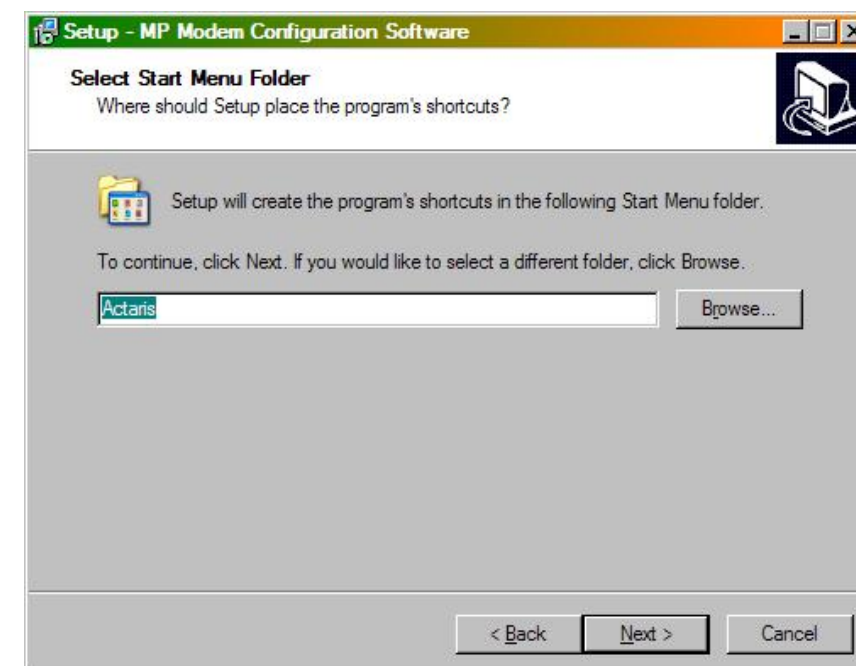 Setup - MP Modem Configuration Software
Select Start Menu Folder
Where should Setup place the program's shortcuts?
Setup will create the program's shortcuts in the following Start Menu folder.
To continue, click Next. If you would like to select a different folder, click Browse.
Actaris
Browse...
< Back
Next >
Cancel